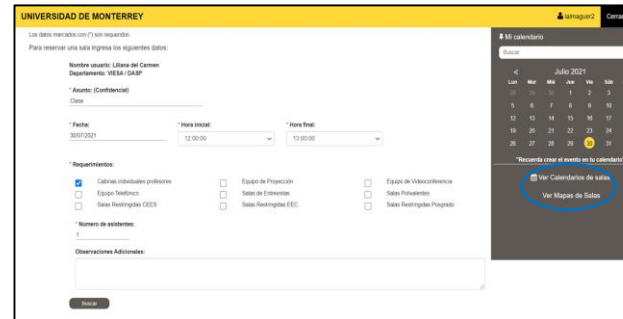 UNIVERSIDAD DE MONTERREY
lalmaguer2
Cerrar
Los datos marcados con (*) son requeridos.
Para reservar una sala ingresa los siguientes datos:
Nombre usuario: Liliana del Carmen
Departamento: VIESA / DASP
* Asunto: (Confidencial)
Clase
* Fecha:
* Hora inicial:
* Hora final:
30/07/2021
12:00:00
13:00:00
* Requerimientos:
Cabinas individuales profesores
Equipo de Proyección
Equipo de Videoconferencia
Equipo Telefónico
Salas de Entrevistas
Salas Polivalentes
Salas Restringidas CEES
Salas Restringidas EEC
Salas Restringidas Posgrado
* Número de asistentes:
1
Observaciones Adicionales:
Buscar
Mi calendario
Buscar
< Julio 2021
Lun Mar Mié Jue Vie Sáb
28 29 30 1 2 3
5 6 7 8 9 10
12 13 14 15 16 17
19 20 21 22 23 24
26 27 28 29 30 31
*Recuerda crear el evento en tu calendario*
Ver Calendarios de salas
Ver Mapas de Salas